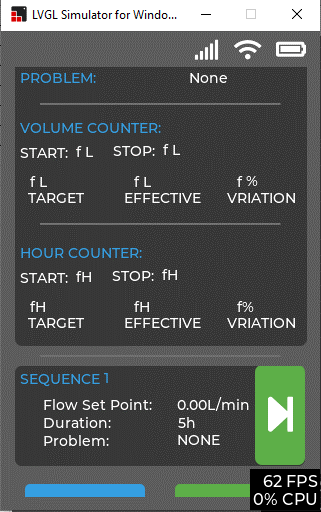 LVGL Simulator for Windo...
PROBLEM: None
VOLUME COUNTER:
START: f L STOP: f L
f L f L f %
TARGET EFFECTIVE VRIATION
HOUR COUNTER:
START: fH STOP: fH
fH fH f%
TARGET EFFECTIVE VRIATION
SEQUENCE 1
Flow Set Point: 0.00L/min
Duration: 5h
Problem: NONE
62 FPS
0% CPU